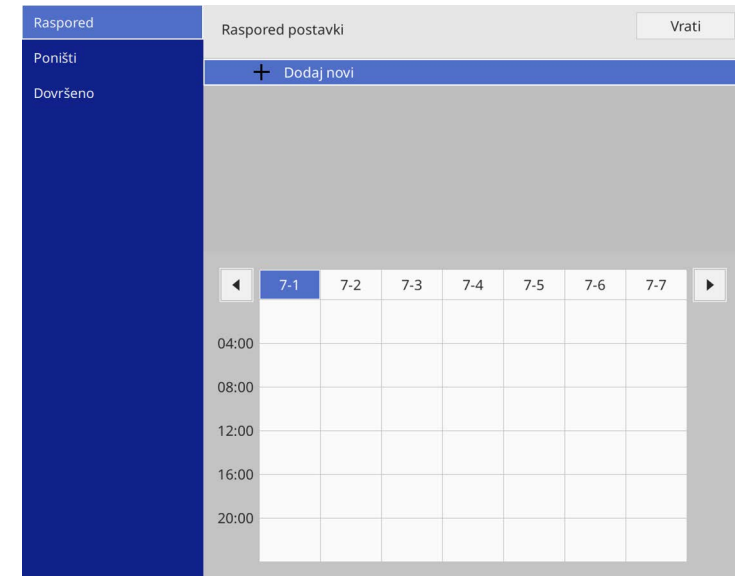 Raspored
Poništi
Dovršeno
Raspored postavki
Vrati
Dodaj novi
7-1 7-2 7-3 7-4 7-5 7-6 7-7
04:00
08:00
12:00
16:00
20:00